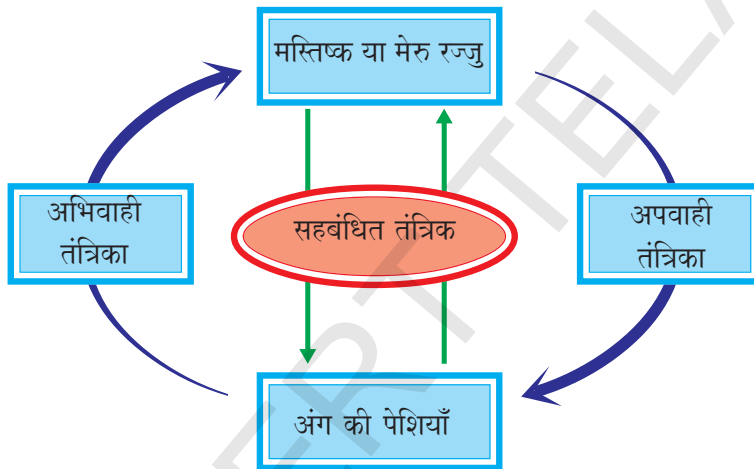 मस्तिष्क या मेरु रज्जु
अभिवाही
तंत्रिका
सहबंधित तंत्रिक
अपवाही
तंत्रिका
अंग की पेशियाँ